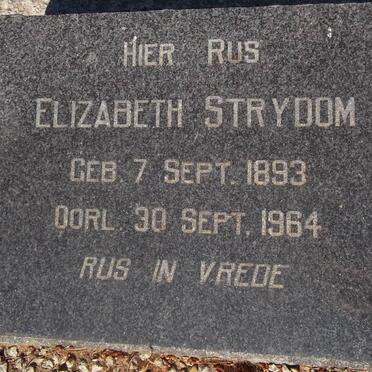 HIER RUS
ELIZABETH STRYDOM
GEB. 7 SEPT. 1893
OORL. 30 SEPT. 1964
RUS IN VREDE